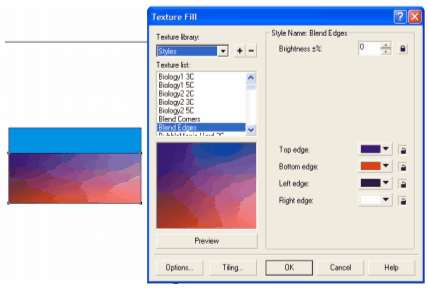 Texture Fill
Texture library:
Styles
Texture list:
Biology1 3C
Biology1 5C
Biology2 2C
Biology2 3C
Biology2 5C
Blend Corners
Blend Edges
Preview
Style Name: Blend Edges
Brightness ±%: 0
Top edge:
Bottom edge:
Left edge:
Right edge:
Options... Tiling... OK Cancel Help